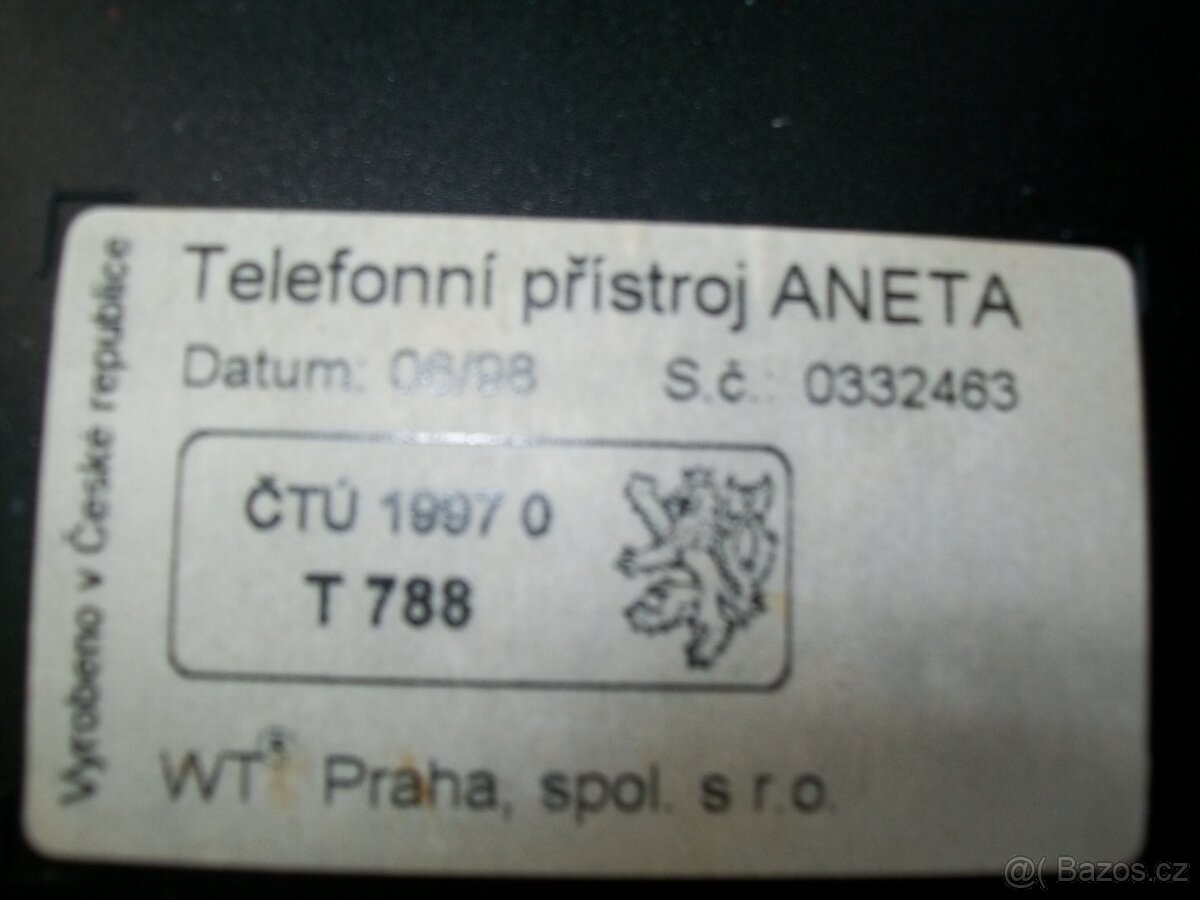 Telefonní přístroj ANETA
Datum: 06/98 S.č.: 0332463
ČTÚ 1997 0
T 788
WT® Praha, spol. s r.o.
Vyrobeno v České republice
@( Bazos.cz